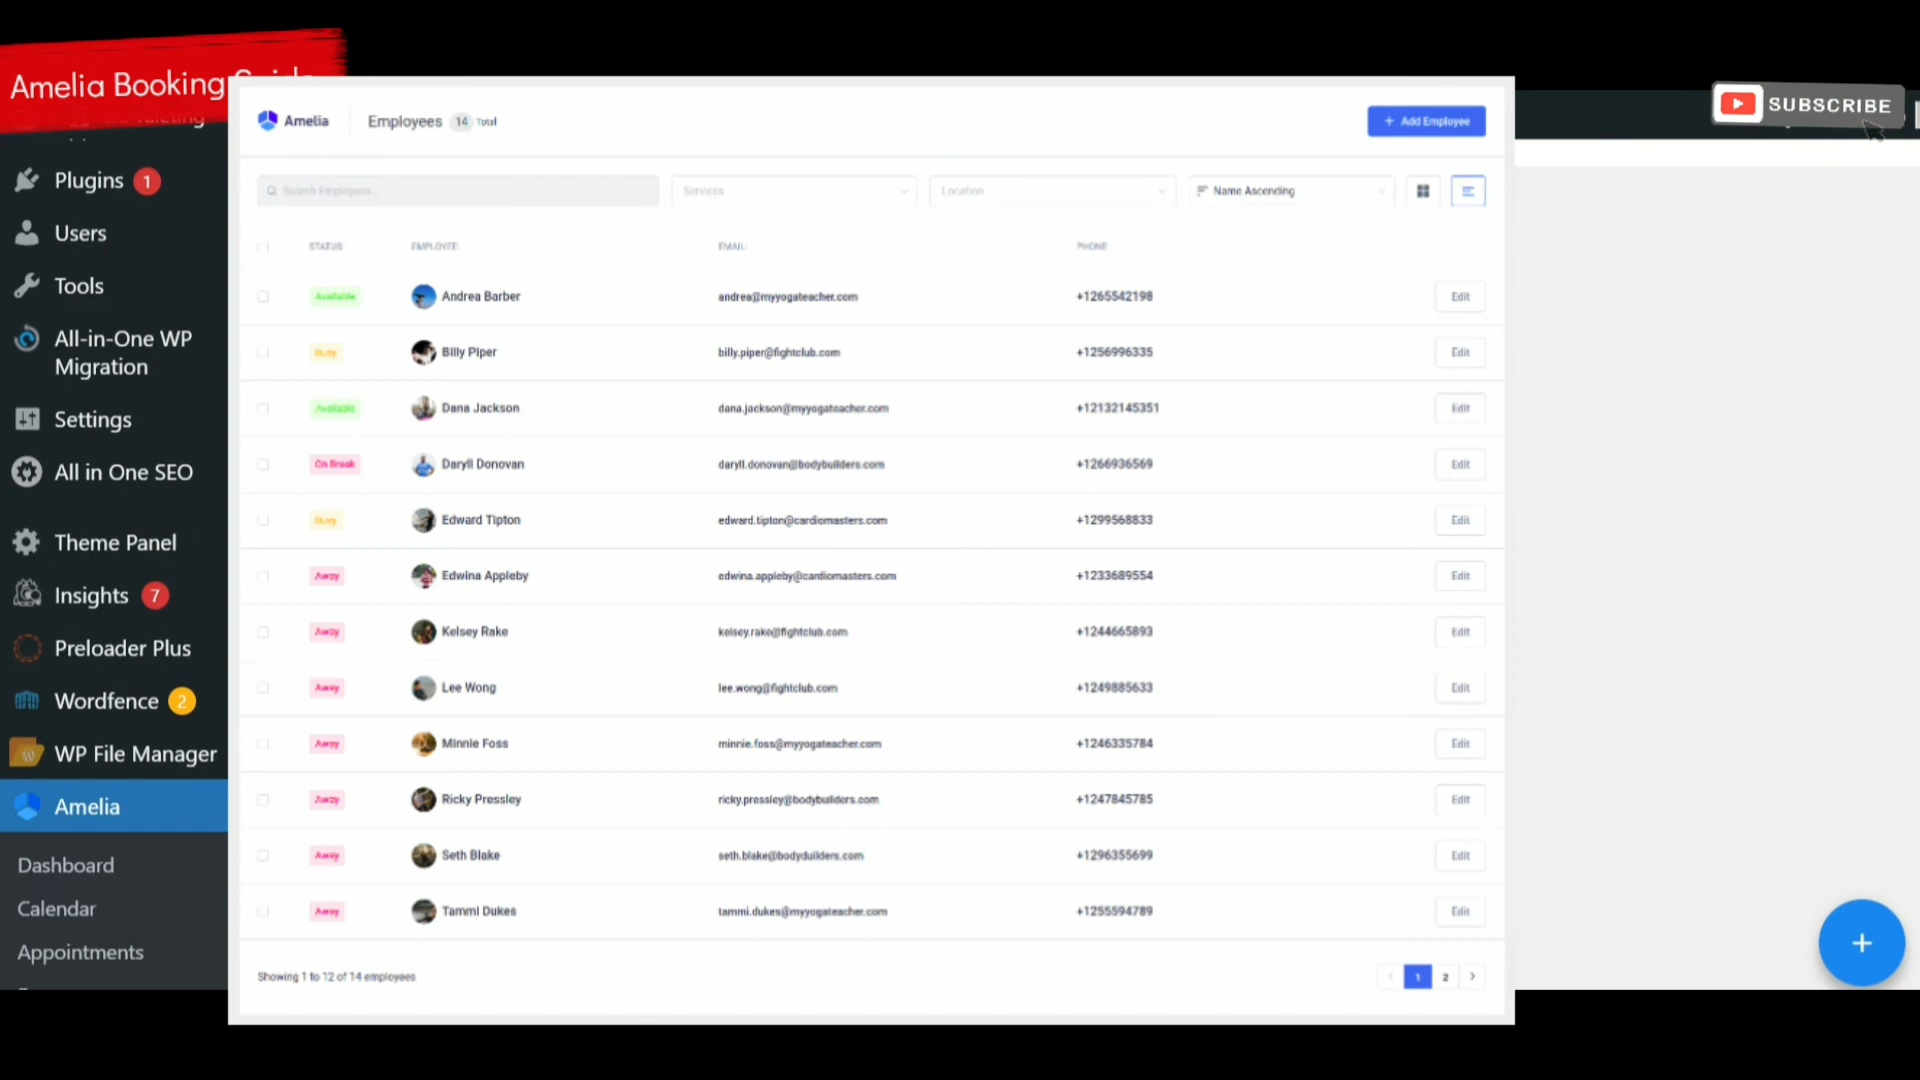 Amelia Booking
SUBSCRIBE
Plugins 1
Users
Tools
All-in-One WP
Migration
Settings
All in One SEO
Theme Panel
Insights 7
Preloader Plus
Wordfence 2
WP File Manager
Amelia
Dashboard
Calendar
Appointments
Amelia Employees 14 Total + Add Employee
Search Employees... Services Location Name Ascending
STATUS: EMPLOYEE: EMAIL: PHONE:
Available Andrea Barber andrea@myyogateacher.com +1265542198 Edit
Busy Billy Piper billy.piper@fightclub.com +1256996335 Edit
Available Dana Jackson dana.jackson@myyogateacher.com +12132145351 Edit
On Break Daryll Donovan daryll.donovan@bodybuilders.com +1266936569 Edit
Busy Edward Tipton edward.tipton@cardiomasters.com +1299568833 Edit
Away Edwina Appleby edwina.appleby@cardiomasters.com +1233689554 Edit
Away Kelsey Rake kelsey.rake@fightclub.com +1244665893 Edit
Away Lee Wong lee.wong@fightclub.com +1249885633 Edit
Away Minnie Foss minnie.foss@myyogateacher.com +1246335784 Edit
Away Ricky Pressley ricky.pressley@bodybuilders.com +1247845785 Edit
Away Seth Blake seth.blake@bodyduilders.com +1296355699 Edit
Away Tammi Dukes tammi.dukes@myyogateacher.com +1255594789 Edit
Showing 1 to 12 of 14 employees < 1 2 >
+